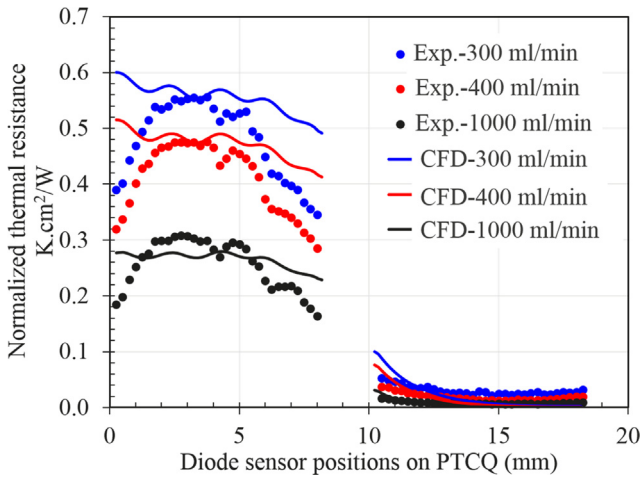 Normalized thermal resistance
K.cm²/W
0.7
0.6
0.5
0.4
0.3
0.2
0.1
0.0
0
5
10
15
20
Diode sensor positions on PTCQ (mm)
Exp.-300 ml/min
Exp.-400 ml/min
Exp.-1000 ml/min
CFD-300 ml/min
CFD-400 ml/min
CFD-1000 ml/min